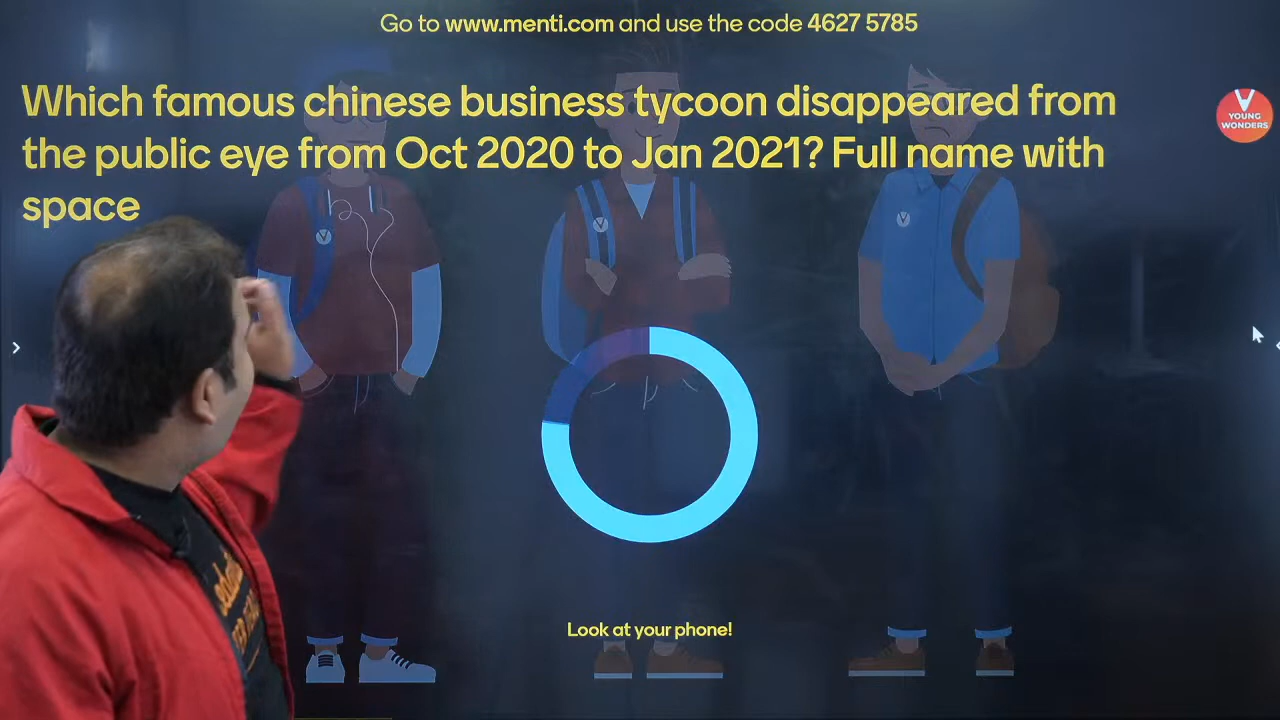 Go to www.menti.com and use the code 4627 5785
Which famous chinese business tycoon disappeared from
the public eye from Oct 2020 to Jan 2021? Full name with
space
V
YOUNG
WONDERS
Look at your phone!